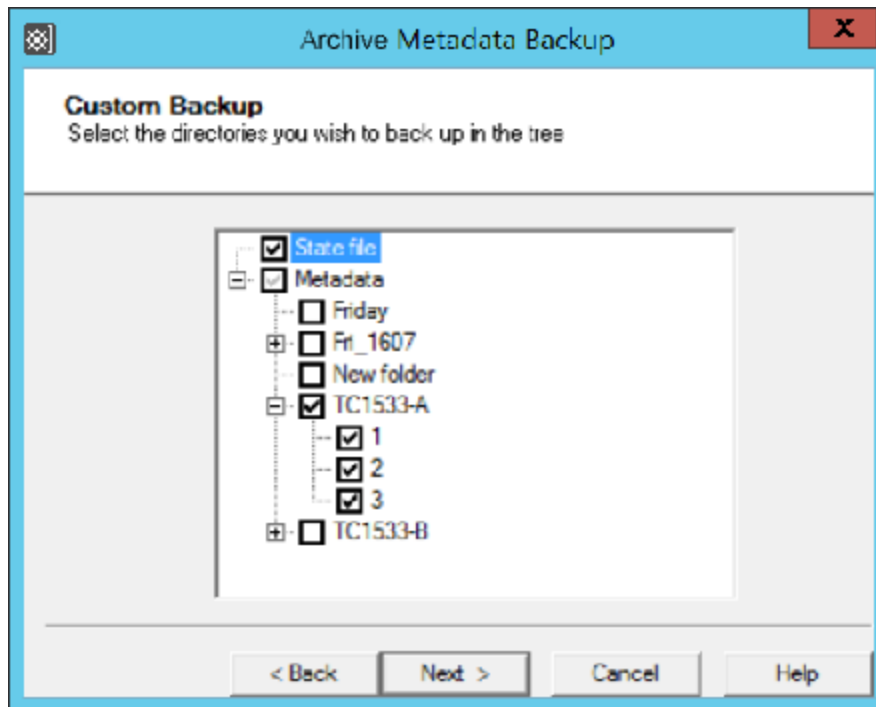 Archive Metadata Backup
X
Custom Backup
Select the directories you wish to back up in the tree
State file
Metadata
Friday
Fri_1607
New folder
TC1533-A
1
2
3
TC1533-B
< Back Next > Cancel Help